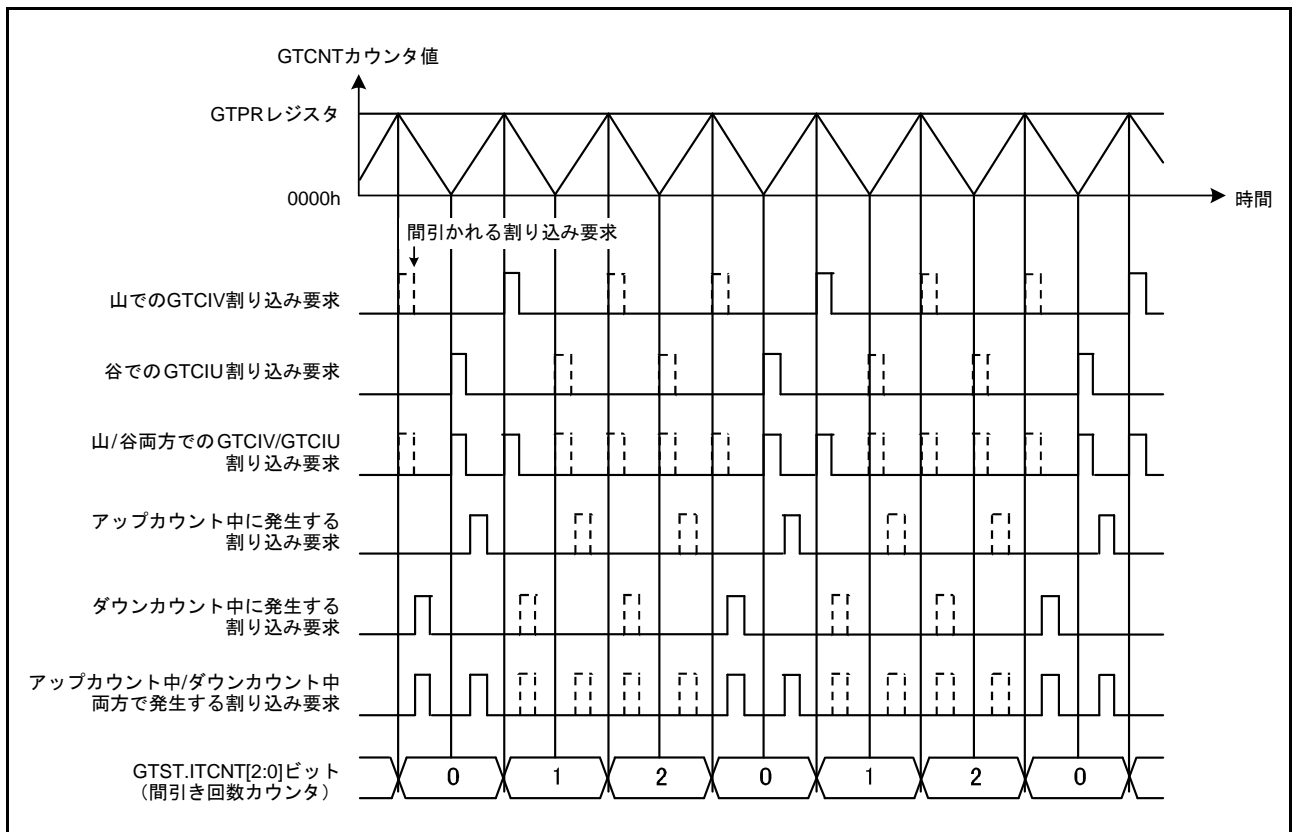 GTCNTカウンタ値
GTPRレジスタ
0000h
時間
間引かれる割り込み要求
山でのGTCIV割り込み要求
谷でのGTCIU割り込み要求
山/谷両方でのGTCIV/GTCIU
割り込み要求
アップカウント中に発生する
割り込み要求
ダウンカウント中に発生する
割り込み要求
アップカウント中/ダウンカウント中
両方で発生する割り込み要求
GTST.ITCNT[2:0]ビット
（間引き回数カウンタ）
0 1 2 0 1 2 0